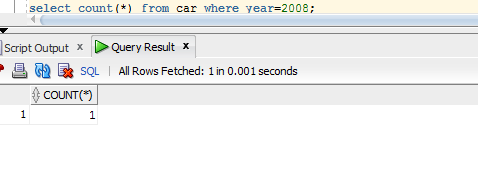 select count(*) from car where year=2008;
Script Output x Query Result x
SQL | All Rows Fetched: 1 in 0.001 seconds
COUNT(*)
1 1